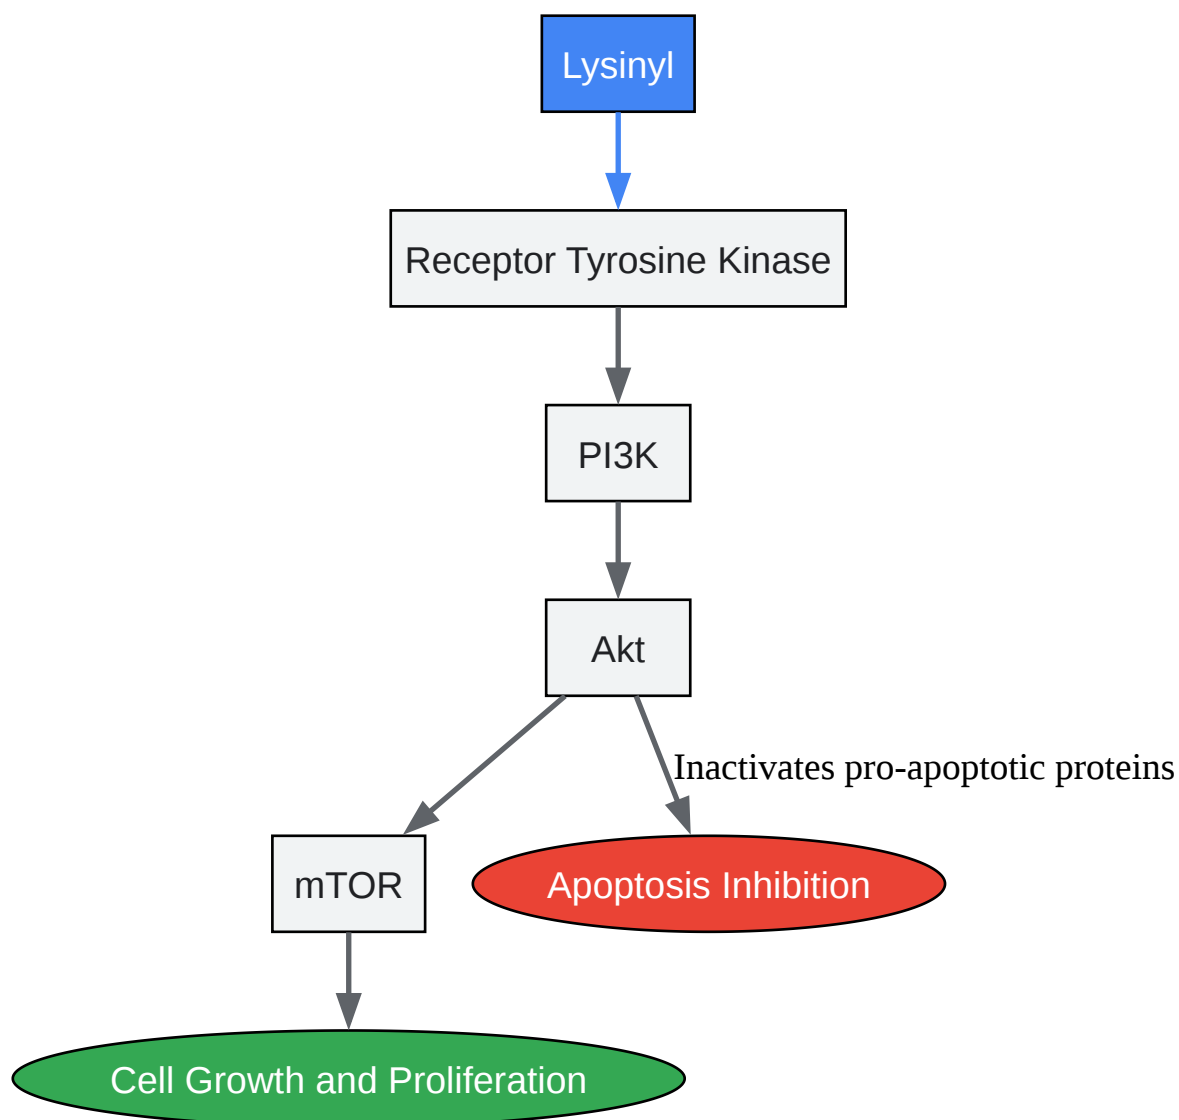 Lysinyl
Receptor Tyrosine Kinase
PI3K
Akt
Inactivates pro-apoptotic proteins
mTOR
Apoptosis Inhibition
Cell Growth and Proliferation